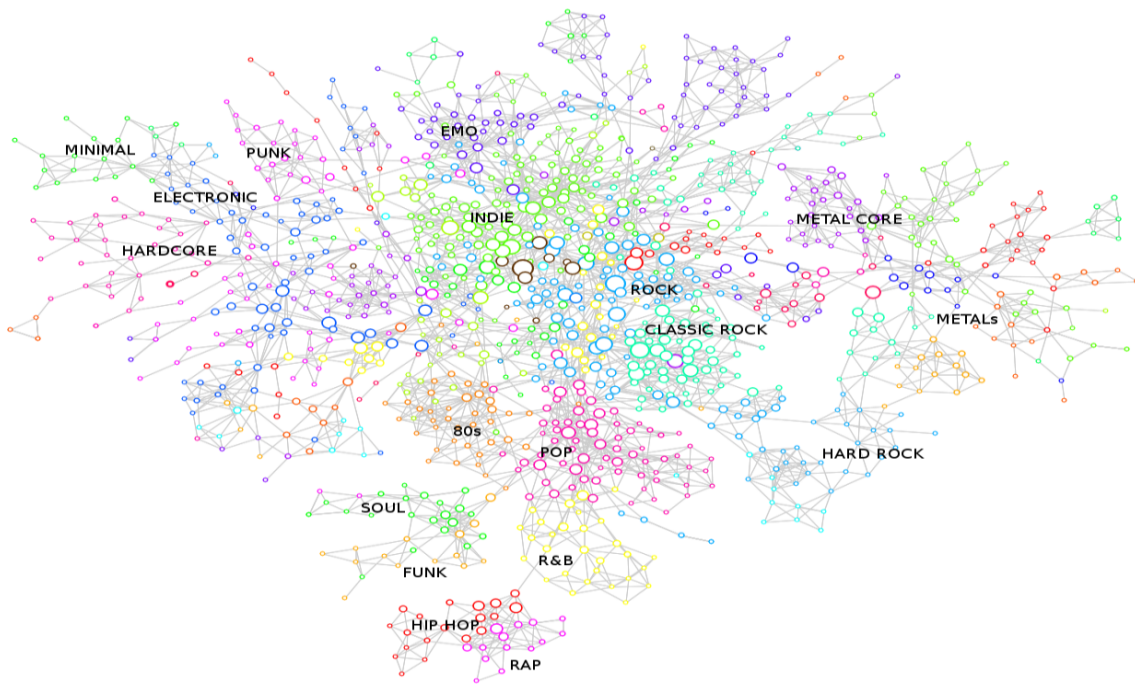 EMO
MINIMAL
PUNK
ELECTRONIC
INDIE
METAL CORE
HARDCORE
ROCK
METALs
CLASSIC ROCK
80s
POP
HARD ROCK
SOUL
R&B
FUNK
HIP HOP
RAP